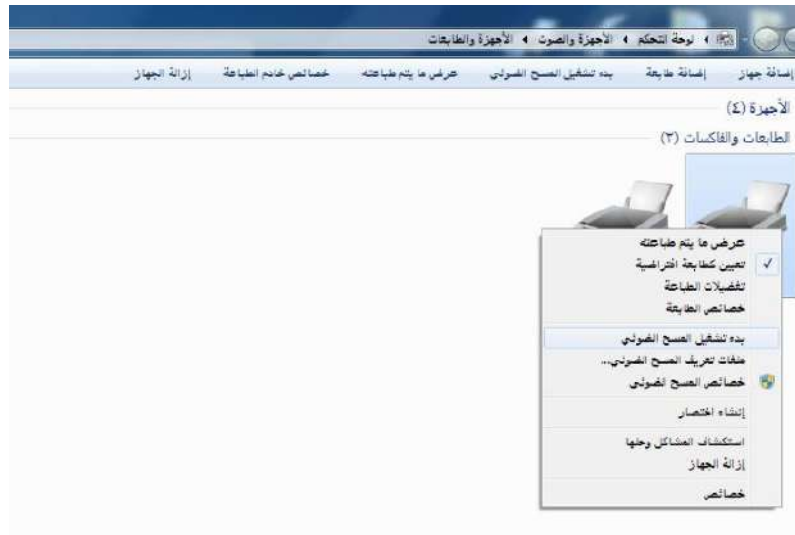 لوحة التحكم ◂ الأجهزة والصوت ◂ الأجهزة والطابعات
إضافة جهاز إضافة طابعة بدء تشغيل المسح الضوئي عرض ما يتم طباعته خصائص خادم الطباعة إزالة الجهاز
الأجهزة (٤)
الطابعات والفاكسات (٣)
عرض ما يتم طباعته
تعيين كطابعة افتراضية
تفضيلات الطباعة
خصائص الطابعة
بدء تشغيل المسح الضوئي
ملفات تعريف المسح الضوئي...
خصائص المسح الضوئي
إنشاء اختصار
استكشاف المشاكل وحلها
إزالة الجهاز
خصائص